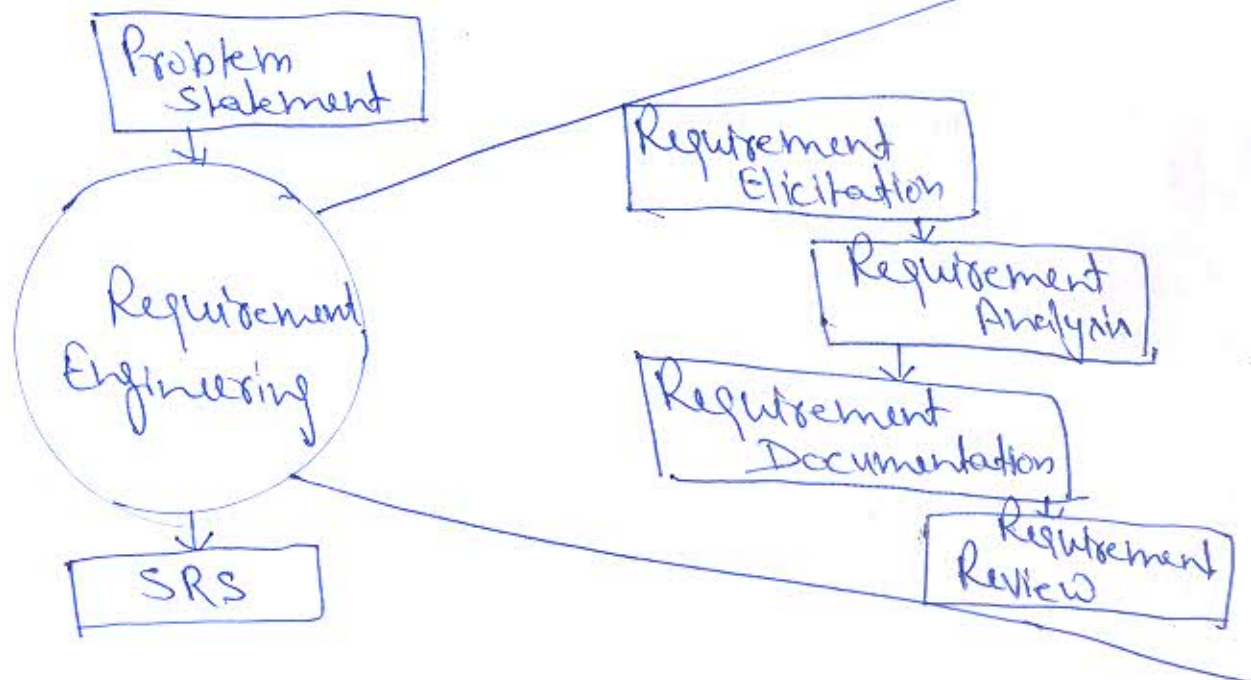 Problem
Statement
Requirement
Engineering
SRS
Requirement
Elicitation
Requirement
Analysis
Requirement
Documentation
Requirement
Review